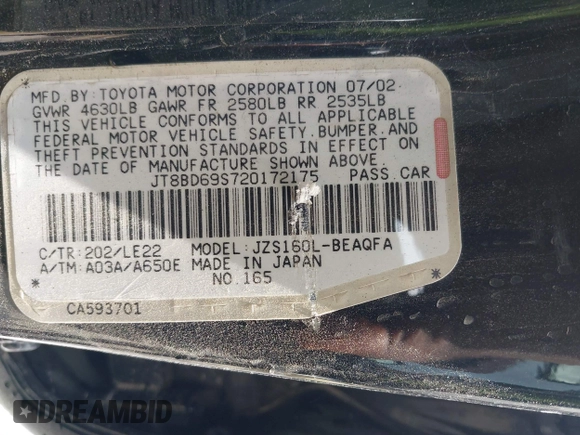 MFD. BY: TOYOTA MOTOR CORPORATION 07/02
GVWR 4630LB GAWR FR 2580LB RR 2535LB
THIS VEHICLE CONFORMS TO ALL APPLICABLE
FEDERAL MOTOR VEHICLE SAFETY, BUMPER, AND
THEFT PREVENTION STANDARDS IN EFFECT ON
THE DATE OF MANUFACTURE SHOWN ABOVE.
JT8BD69S720172175 PASS. CAR
C/TR: 202/LE22 MODEL: JZS160L-BEAQFA
A/TM: A03A/A650E MADE IN JAPAN
* NO. 165 *
CA593701
DREAMBID